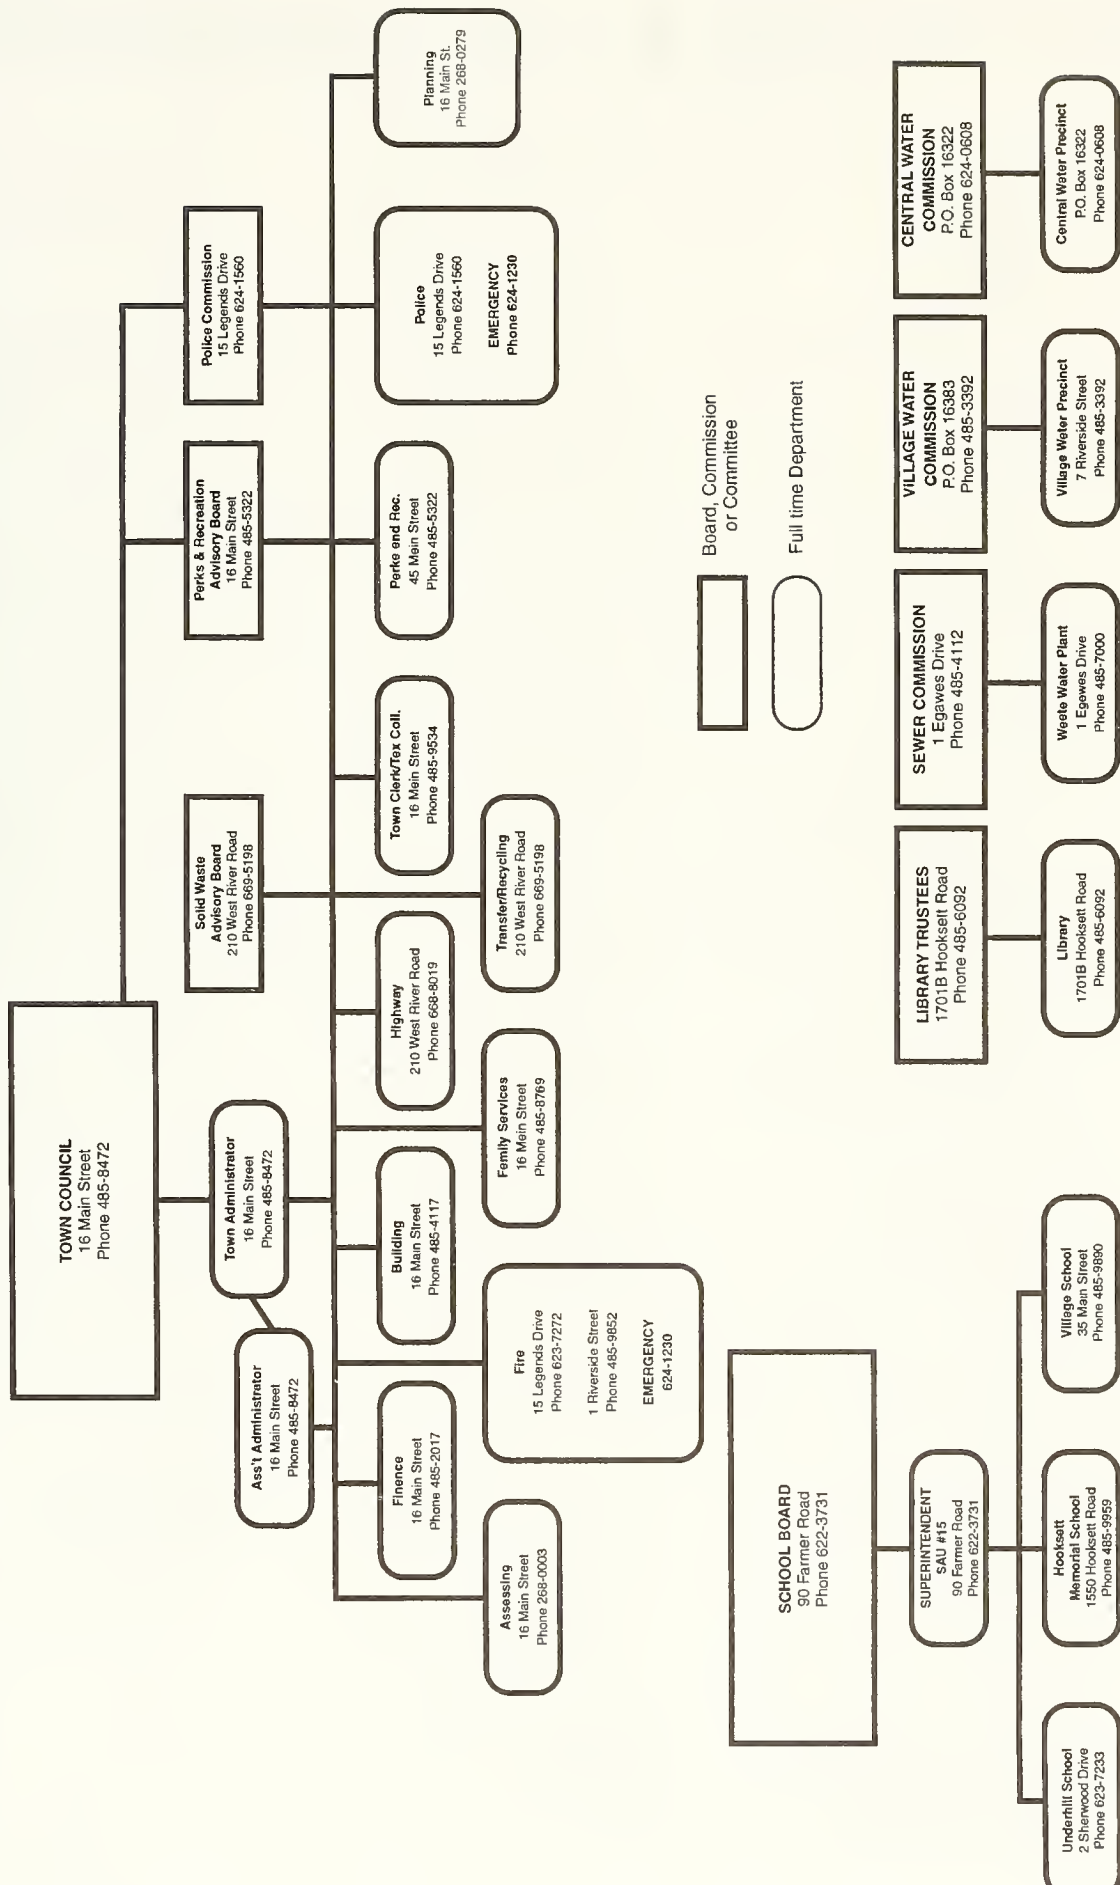 TOWN COUNCIL
16 Main Street
Phone 485-8472
Ass't Administrator
16 Main Street
Phone 485-8472
Town Administrator
16 Main Street
Phone 485-8472
Solid Waste
Advisory Board
210 West River Road
Phone 669-5198
Perks & Recreation
Advisory Board
16 Main Street
Phone 485-5322
Police Commission
15 Legends Drive
Phone 624-1560
Assessing
16 Main Street
Phone 268-0003
Finence
16 Main Street
Phone 485-2017
Fire
15 Legends Drive
Phone 623-7272
1 Riverside Street
Phone 485-9852
EMERGENCY
624-1230
Building
16 Main Street
Phone 485-4117
Femily Services
16 Mein Street
Phone 485-8769
Highway
210 West River Road
Phone 668-8019
Transfer/Recycling
210 West River Road
Phone 669-5198
Town Clerk/Tex Coll.
16 Mein Street
Phone 485-9534
Perke end Rec.
45 Mein Street
Phone 485-5322
Police
15 Legends Drive
Phone 624-1560
EMERGENCY
Phone 624-1230
Planning
16 Main St.
Phone 268-0279
Board, Commission
or Committee
Full time Department
SCHOOL BOARD
90 Farmer Road
Phone 622-3731
SUPERINTENDENT
SAU #15
90 Farmer Road
Phone 622-3731
Underhill School
2 Sherwood Drive
Phone 623-7233
Hooksett
Memorial School
1550 Hooksett Road
Phone 485-9959
Village School
35 Main Street
Phone 485-9890
LIBRARY TRUSTEES
1701B Hooksett Road
Phone 485-6092
Library
1701B Hooksett Road
Phone 485-6092
SEWER COMMISSION
1 Egawes Drive
Phone 485-4112
Weete Water Plant
1 Egewes Drive
Phone 485-7000
VILLAGE WATER
COMMISSION
P.O. Box 16383
Phone 485-3392
Village Weter Precinct
7 Riverside Street
Phone 485-3392
CENTRAL WATER
COMMISSION
P.O. Box 16322
Phone 624-0608
Central Water Precinct
P.O. Box 16322
Phone 624-0608